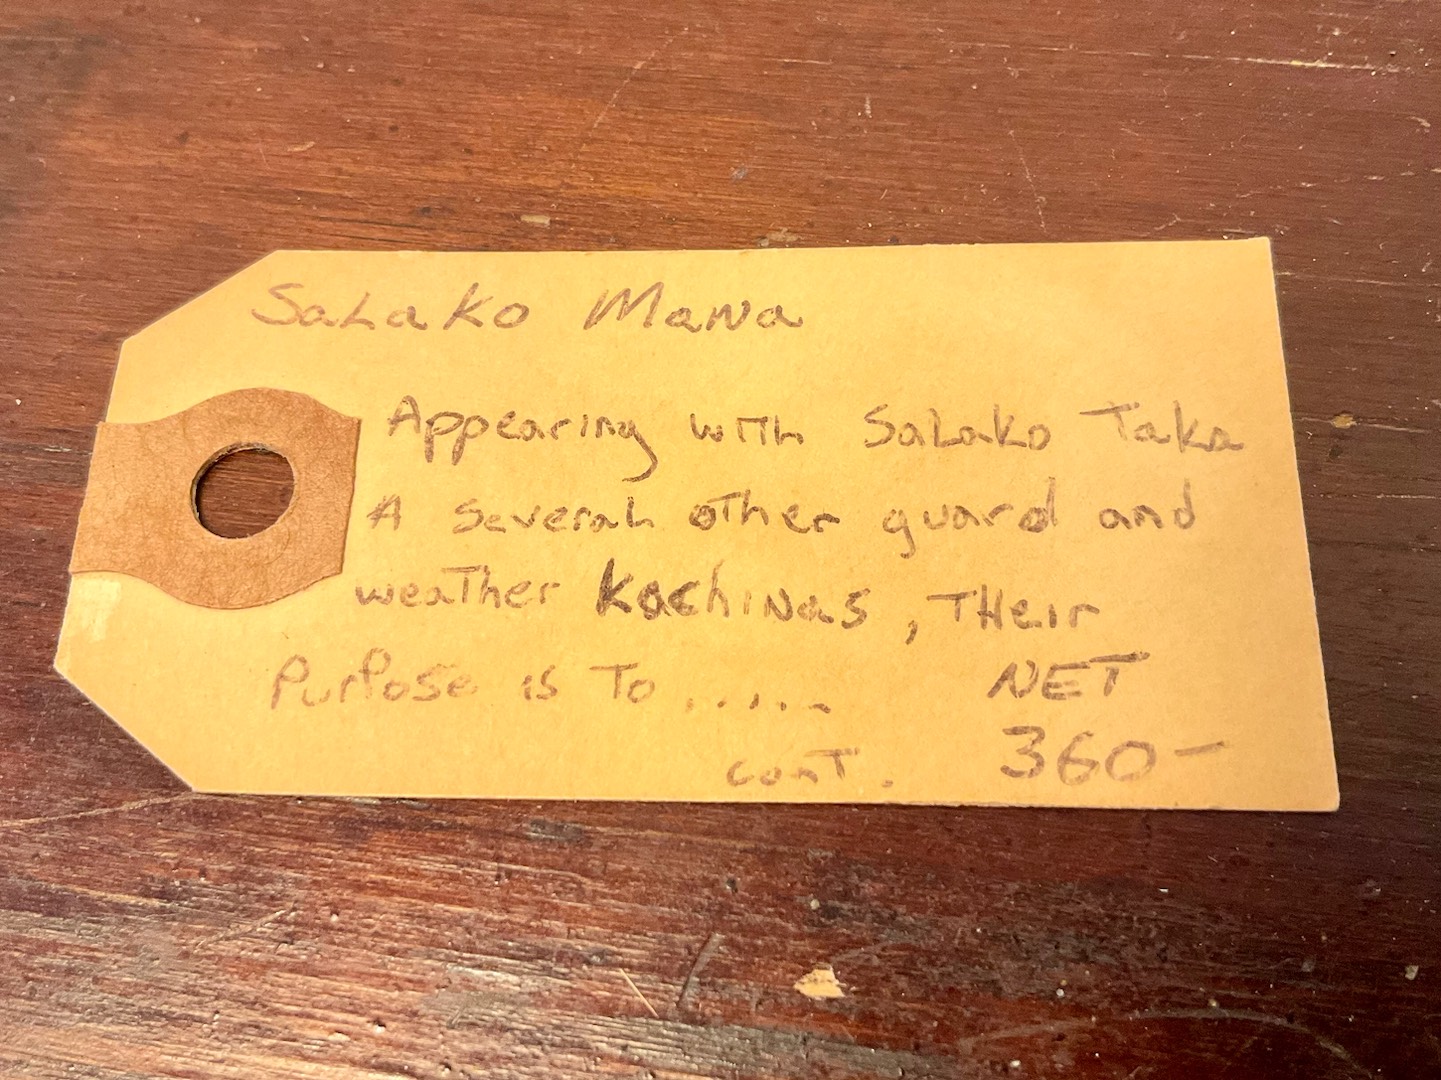 Salako Mana
Appearing with Salako Taka
A several other guard and
weather Kachinas, Their
Purpose is To ..... NET
cont. 360-